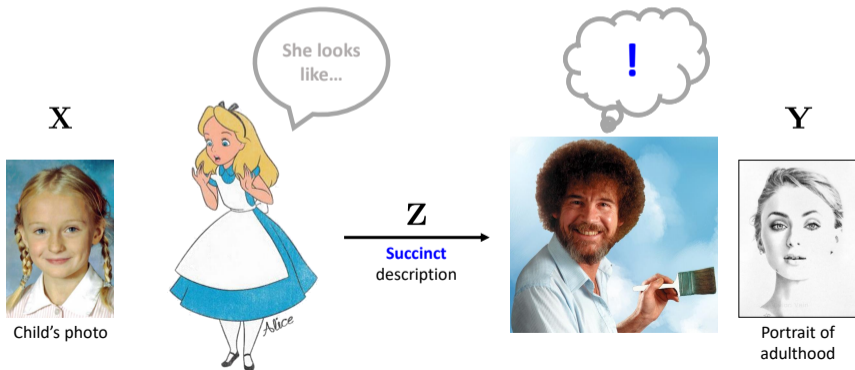 She looks
like...
!
X
Y
Z
Succinct
description
Alice
Child's photo
Portrait of
adulthood